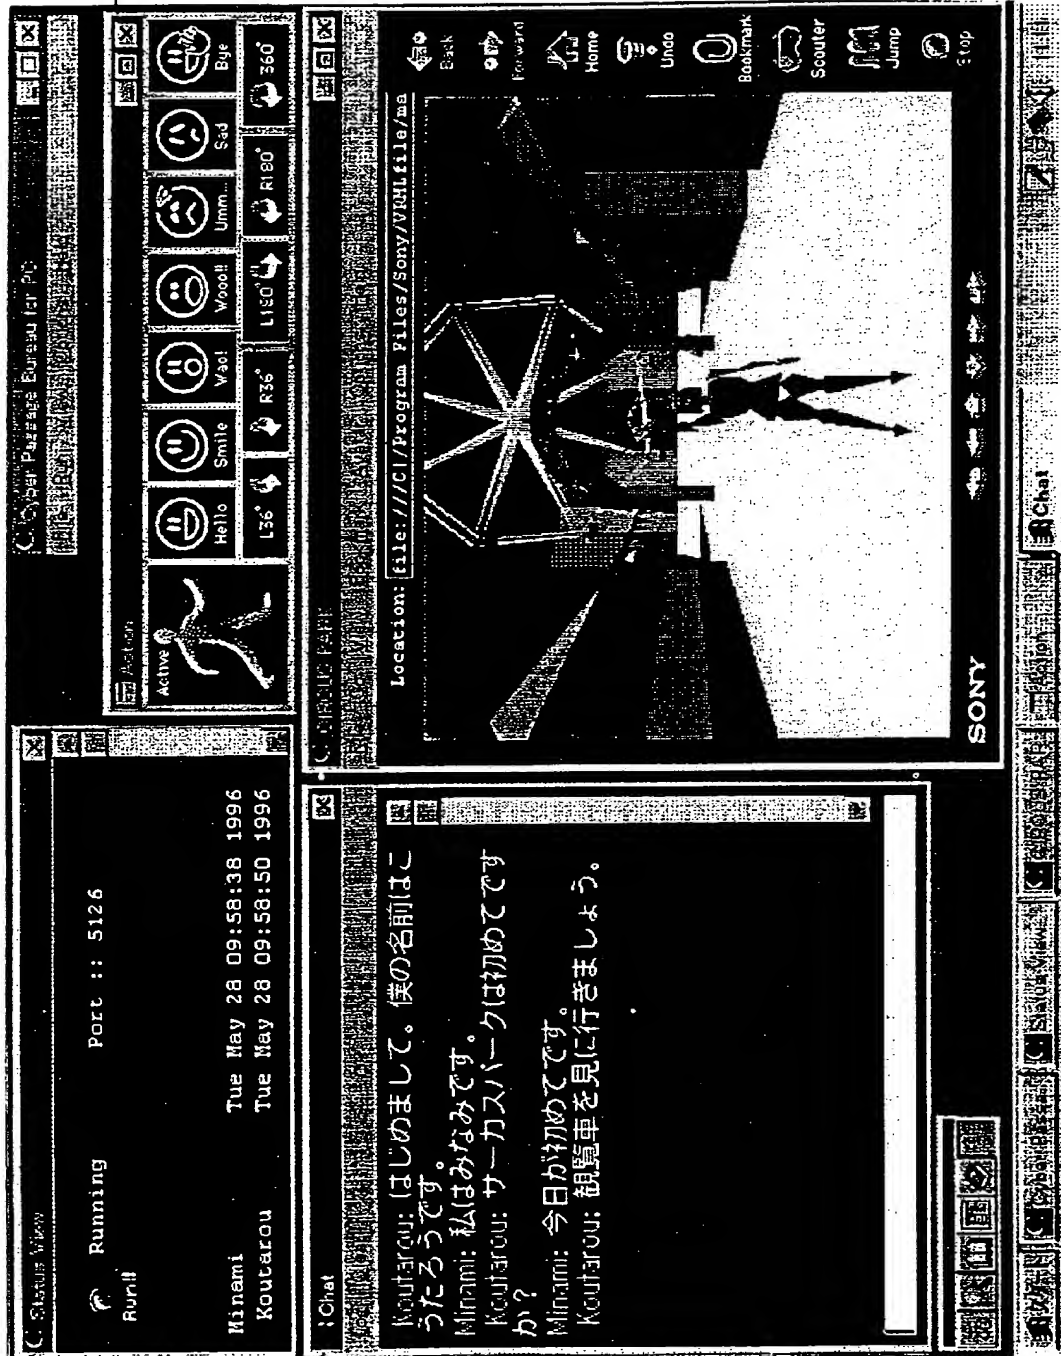 Status View
Running
Port :: 5126
Run!!
Minami Tue May 28 09:58:38 1996
Koutarou Tue May 28 09:58:50 1996
Cyber Passage Bureau for PC
Action
Active
Hello
Smile
Wao!
Wooo!!
Umm..
Sad
Bye
L36°
R36°
L180°
R180°
360°
Chat
Koutarou: はじめまして。僕の名前はこ
うたろうです。
Minami: 私はみなみです。
Koutarou: サーカスパークは初めてです
か?
Minami: 今日が初めてです。
Koutarou: 観覧車を見に行きましょう。
CIRCUS PARK
Location: file:///C|/Program Files/Sony/VRMLfile/ma
Back
Forward
Home
Undo
Bookmark
Scouter
Jump
Stop
SONY
Status View
Action
Chat